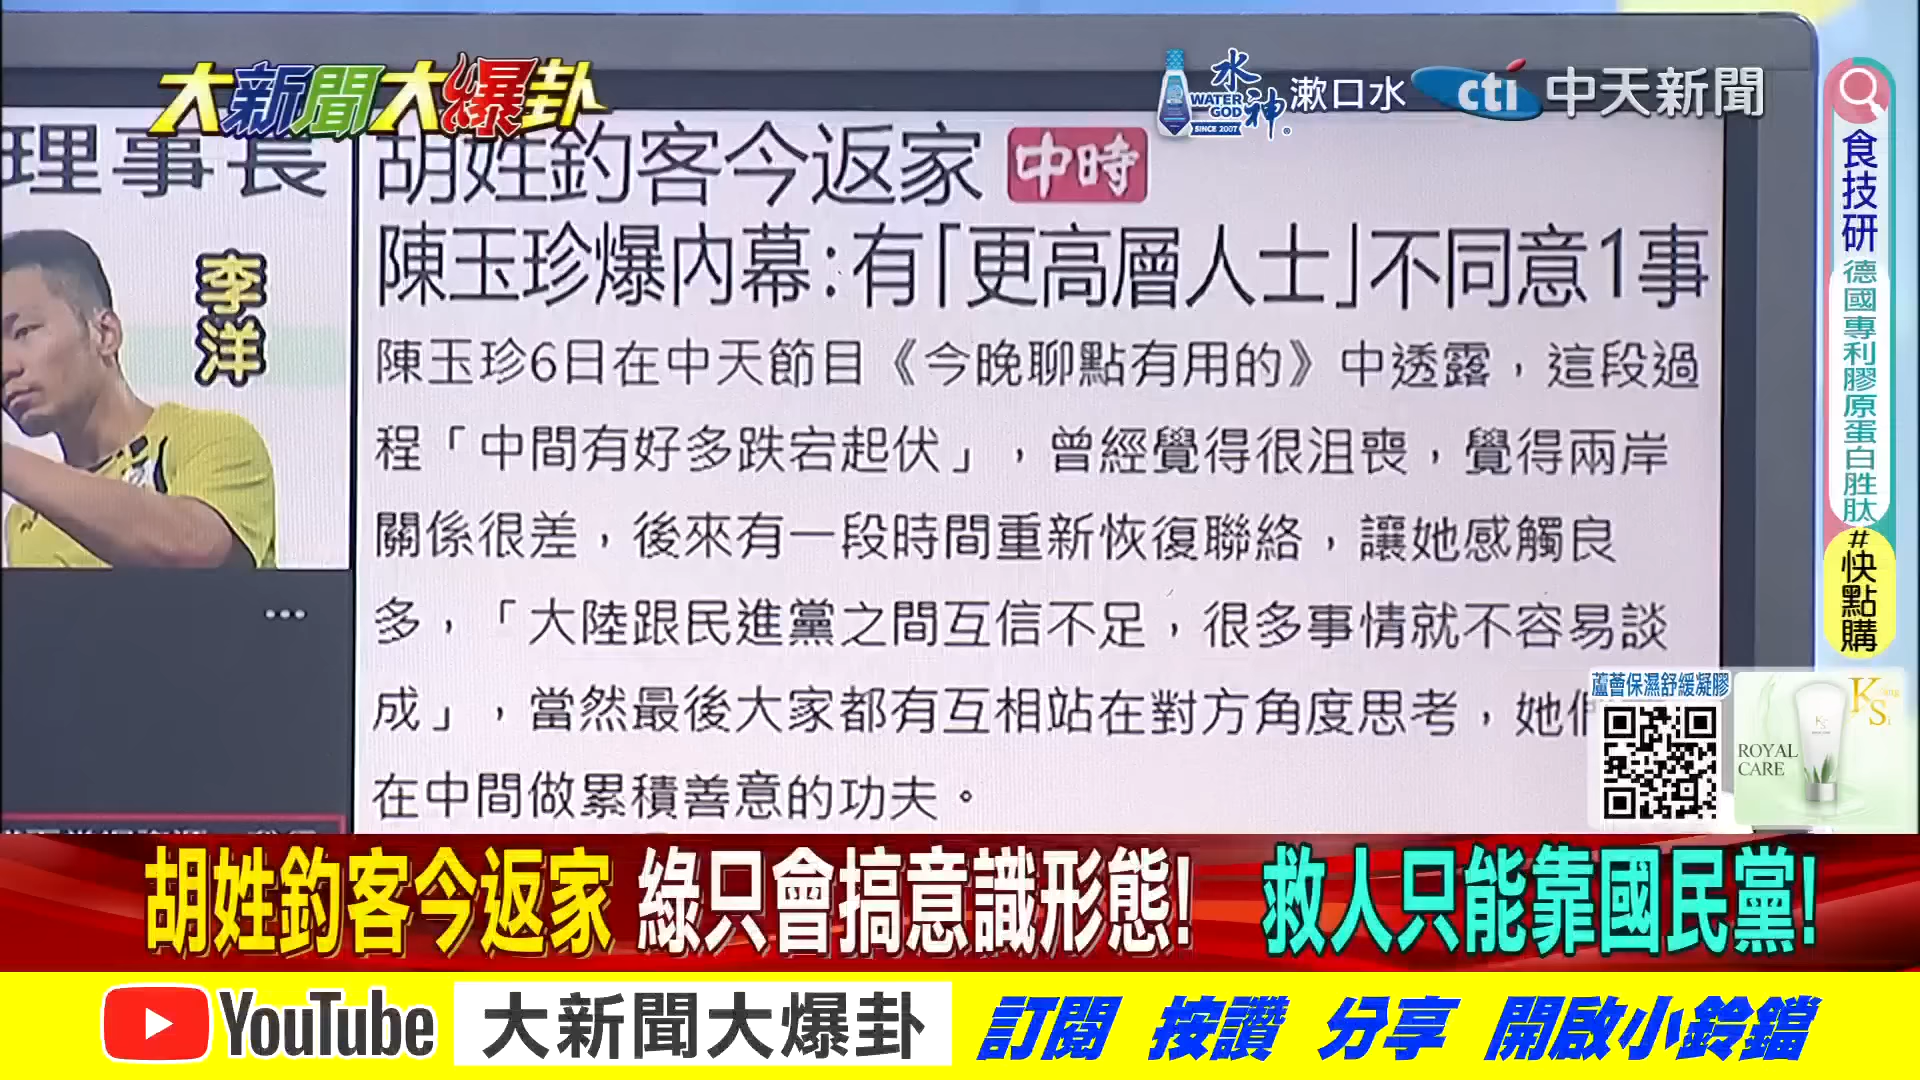 大新聞大爆卦
水神
WATER GOD
SINCE 2007
漱口水
cti 中天新聞
理事長
李洋
胡姓釣客今返家 中時
陳玉珍爆內幕:有「更高層人士」不同意1事
陳玉珍6日在中天節目《今晚聊點有用的》中透露，這段過
程「中間有好多跌宕起伏」，曾經覺得很沮喪，覺得兩岸
關係很差，後來有一段時間重新恢復聯絡，讓她感觸良
多，「大陸跟民進黨之間互信不足，很多事情就不容易談
成」，當然最後大家都有互相站在對方角度思考，她
在中間做累積善意的功夫。
食技研
德國專利膠原蛋白胜肽
#快點購
蘆薈保濕舒緩凝膠
ROYAL
CARE
胡姓釣客今返家 綠只會搞意識形態! 救人只能靠國民黨!
YouTube 大新聞大爆卦 訂閱 按讚 分享 開啟小鈴鐺